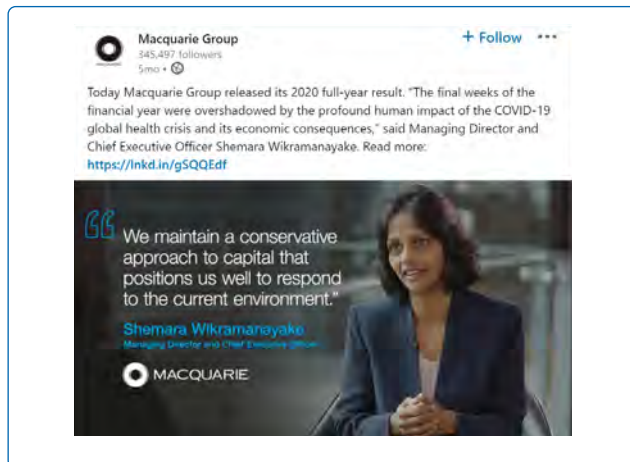 Macquarie Group
345,497 followers
5mo •
+ Follow •••
Today Macquarie Group released its 2020 full-year result. "The final weeks of the
financial year were overshadowed by the profound human impact of the COVID-19
global health crisis and its economic consequences," said Managing Director and
Chief Executive Officer Shemara Wikramanayake. Read more:
https://lnkd.in/gSQQEdf
“We maintain a conservative
approach to capital that
positions us well to respond
to the current environment.”
Shemara Wikramanayake
Managing Director and Chief Executive Officer
MACQUARIE